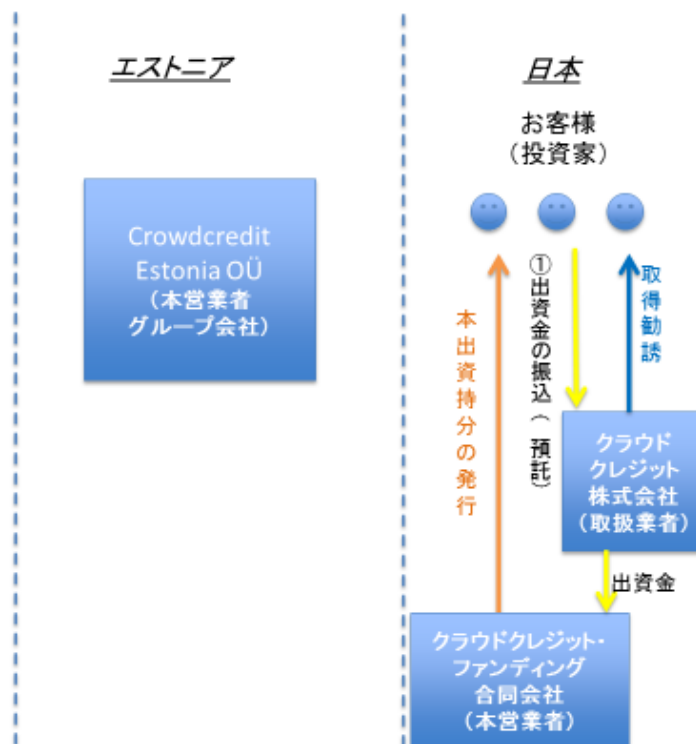 エストニア
日本
お客様
（投資家）
Crowdcredit
Estonia OÜ
（本営業者
グループ会社）
本出資持分の発行
①出資金の振込（預託）
取得勧誘
クラウド
クレジット
株式会社
（取扱業者）
出資金
クラウドクレジット・
ファンディング
合同会社
（本営業者）